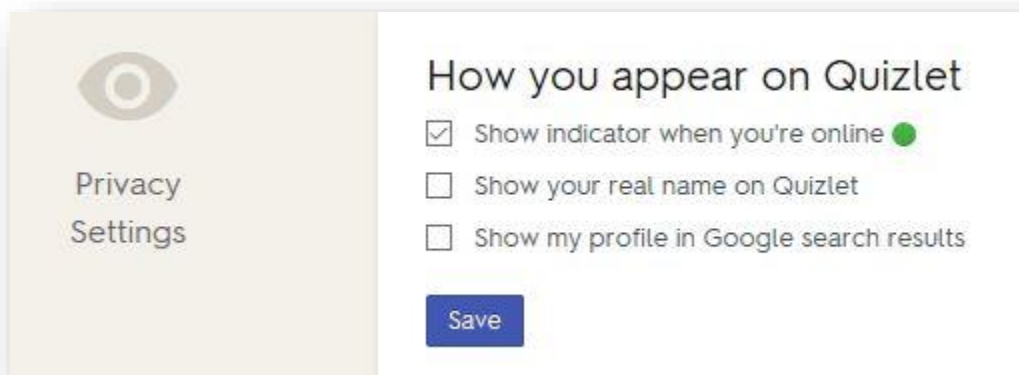 Privacy
Settings
How you appear on Quizlet
Show indicator when you're online
Show your real name on Quizlet
Show my profile in Google search results
Save